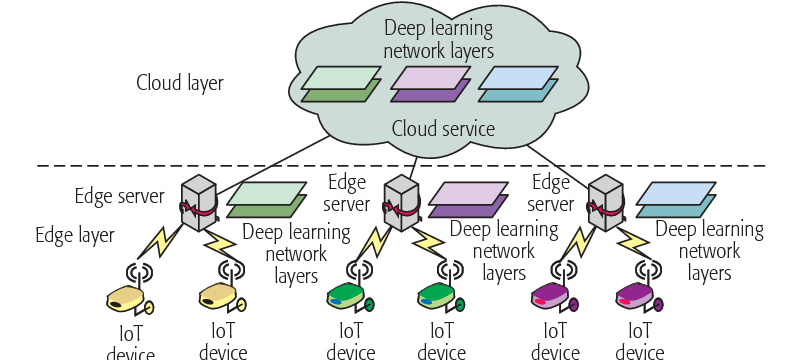 Deep learning
network layers
Cloud layer
Cloud service
Edge server
Edge
server
Edge
server
Edge layer
Deep learning
network
layers
Deep learning
network
layers
Deep learning
network
layers
IoT
device
IoT
device
IoT
device
IoT
device
IoT
device
IoT
device